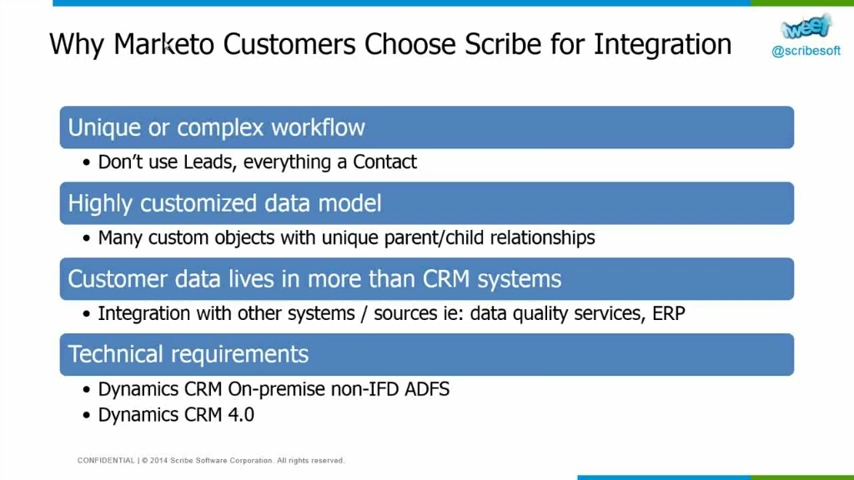 Why Marketo Customers Choose Scribe for Integration
tweet
@scribesoft
Unique or complex workflow
• Don't use Leads, everything a Contact
Highly customized data model
• Many custom objects with unique parent/child relationships
Customer data lives in more than CRM systems
• Integration with other systems / sources ie: data quality services, ERP
Technical requirements
• Dynamics CRM On-premise non-IFD ADFS
• Dynamics CRM 4.0
CONFIDENTIAL | © 2014 Scribe Software Corporation. All rights reserved.